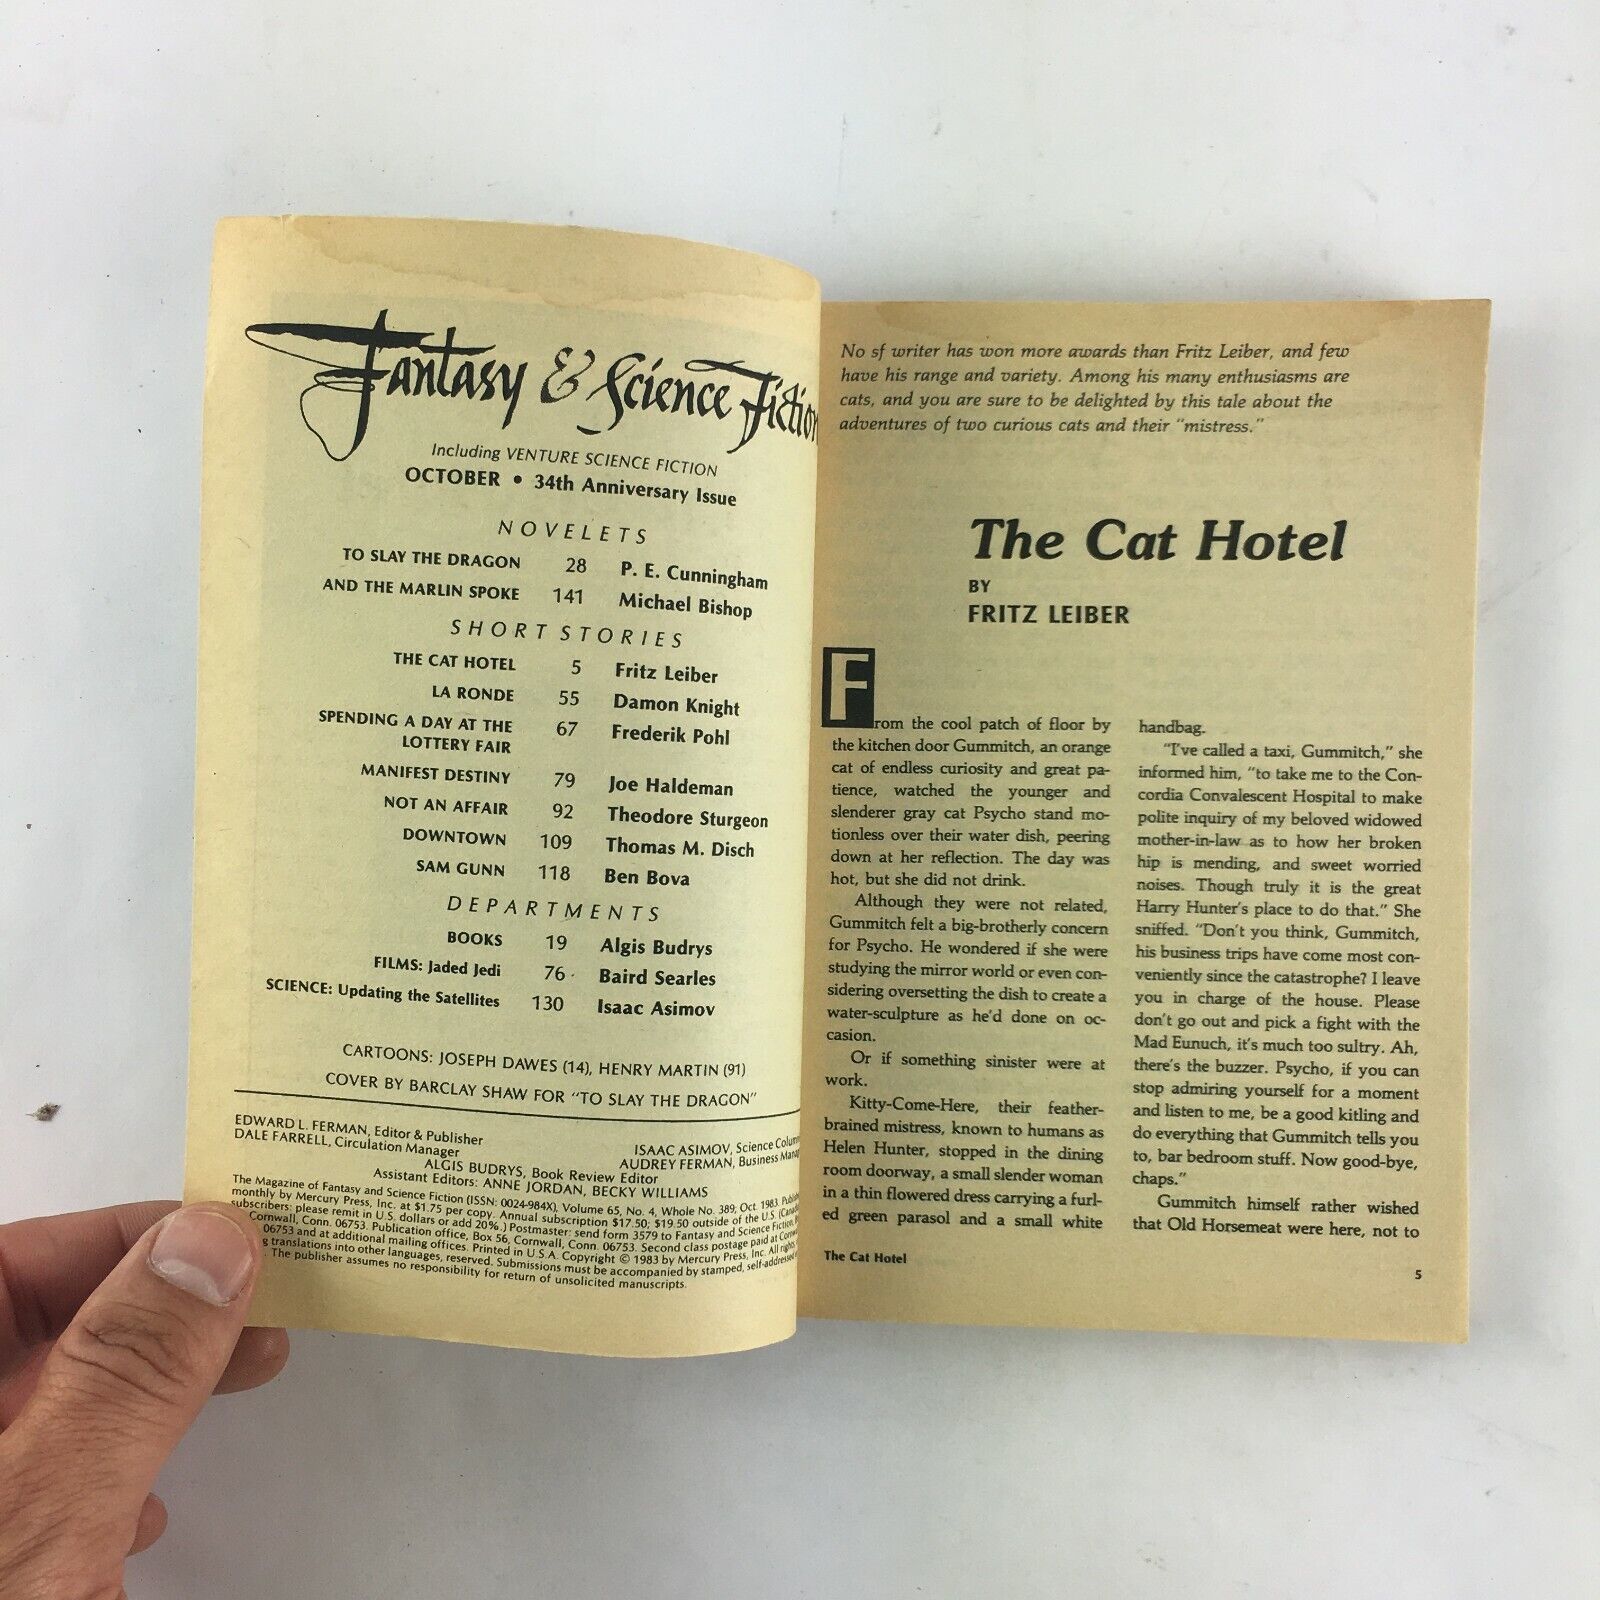 Fantasy & Science Fiction
Including VENTURE SCIENCE FICTION
OCTOBER • 34th Anniversary Issue
NOVELETS
TO SLAY THE DRAGON 28 P. E. Cunningham
AND THE MARLIN SPOKE 141 Michael Bishop
SHORT STORIES
THE CAT HOTEL 5 Fritz Leiber
LA RONDE 55 Damon Knight
SPENDING A DAY AT THE 67 Frederik Pohl
LOTTERY FAIR
MANIFEST DESTINY 79 Joe Haldeman
NOT AN AFFAIR 92 Theodore Sturgeon
DOWNTOWN 109 Thomas M. Disch
SAM GUNN 118 Ben Bova
DEPARTMENTS
BOOKS 19 Algis Budrys
FILMS: Jaded Jedi 76 Baird Searles
SCIENCE: Updating the Satellites 130 Isaac Asimov
CARTOONS: JOSEPH DAWES (14), HENRY MARTIN (91)
COVER BY BARCLAY SHAW FOR "TO SLAY THE DRAGON"
EDWARD L. FERMAN, Editor & Publisher ISAAC ASIMOV, Science
DALE FARRELL, Circulation Manager AUDREY FERMAN, Business
ALGIS BUDRYS, Book Review Editor
Assistant Editors: ANNE JORDAN, BECKY WILLIAMS
The Magazine of Fantasy and Science Fiction (ISSN: 0024-984X), Volume 65, No. 4, Whole No. 389; Oct. 1983.
monthly by Mercury Press, Inc. at $1.75 per copy. Annual subscription $17.50; $19.50 outside of the U.S.
subscribers: please remit in U.S. dollars or add 20%.) Postmaster: send form 3579 to Fantasy and Science Fiction,
Cornwall, Conn. 06753. Publication office, Box 56, Cornwall, Conn. 06753. Second class postage paid at
06753 and at additional mailing offices. Printed in U.S.A. Copyright © 1983 by Mercury Press, Inc. All rights,
translations into other languages, reserved. Submissions must be accompanied by stamped, self-addressed
The publisher assumes no responsibility for return of unsolicited manuscripts.
No sf writer has won more awards than Fritz Leiber, and few
have his range and variety. Among his many enthusiasms are
cats, and you are sure to be delighted by this tale about the
adventures of two curious cats and their "mistress."
The Cat Hotel
BY
FRITZ LEIBER
From the cool patch of floor by
the kitchen door Gummitch, an orange
cat of endless curiosity and great pa-
tience, watched the younger and
slenderer gray cat Psycho stand mo-
tionless over their water dish, peering
down at her reflection. The day was
hot, but she did not drink.
Although they were not related,
Gummitch felt a big-brotherly concern
for Psycho. He wondered if she were
studying the mirror world or even con-
sidering oversetting the dish to create a
water-sculpture as he'd done on oc-
casion.
Or if something sinister were at
work.
Kitty-Come-Here, their feather-
brained mistress, known to humans as
Helen Hunter, stopped in the dining
room doorway, a small slender woman
in a thin flowered dress carrying a furl-
ed green parasol and a small white
handbag.
"I've called a taxi, Gummitch," she
informed him, "to take me to the Con-
cordia Convalescent Hospital to make
polite inquiry of my beloved widowed
mother-in-law as to how her broken
hip is mending, and sweet worried
noises. Though truly it is the great
Harry Hunter's place to do that." She
sniffed. "Don't you think, Gummitch,
his business trips have come most con-
veniently since the catastrophe? I leave
you in charge of the house. Please
don't go out and pick a fight with the
Mad Eunuch, it's much too sultry. Ah,
there's the buzzer. Psycho, if you can
stop admiring yourself for a moment
and listen to me, be a good kitling and
do everything that Gummitch tells you
to, bar bedroom stuff. Now good-bye,
chaps."
Gummitch himself rather wished
that Old Horsemeat were here, not to
The Cat Hotel
5